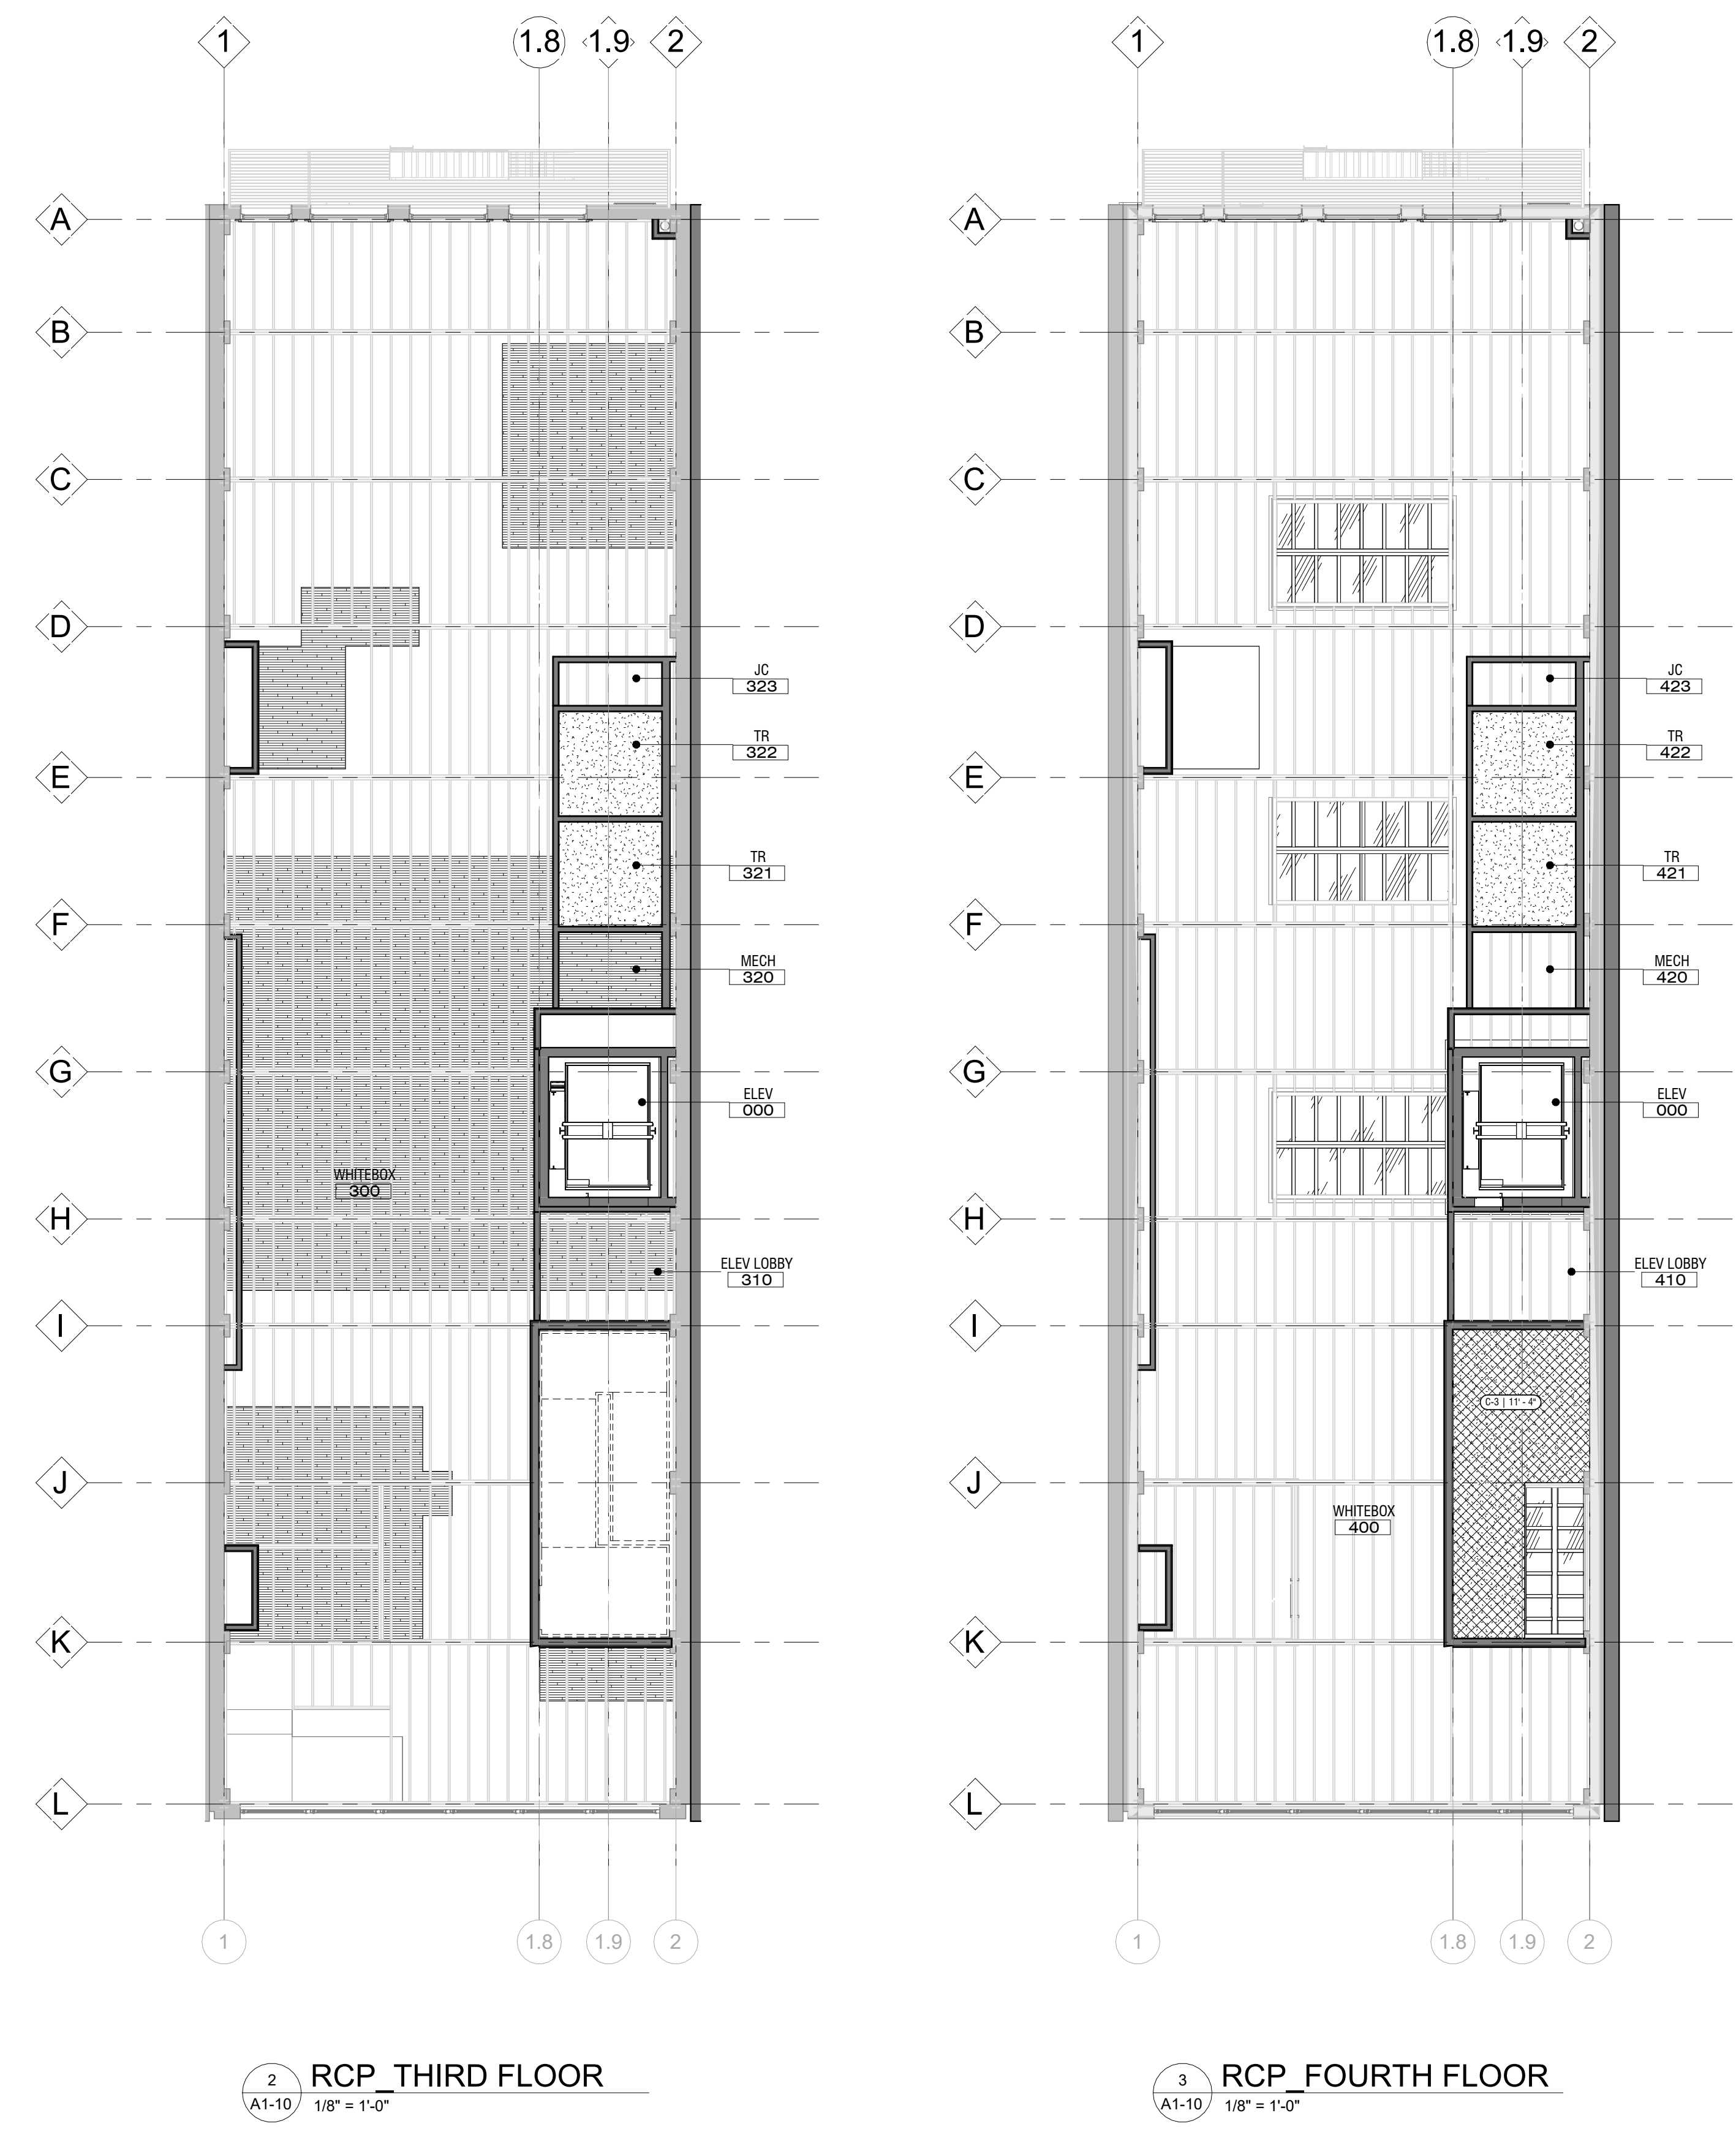 1 1.8 1.9 2
A
B
C
D
E
F
G
H
I
J
K
L
JC
323
TR
322
TR
321
MECH
320
ELEV
000
WHITEBOX
300
ELEV LOBBY
310
1 1.8 1.9 2
2
A1-10
RCP_THIRD FLOOR
1/8" = 1'-0"
1 1.8 1.9 2
A
B
C
D
E
F
G
H
I
J
K
L
JC
423
TR
422
TR
421
MECH
420
ELEV
000
ELEV LOBBY
410
C-3 | 11' - 4"
WHITEBOX
400
1 1.8 1.9 2
3
A1-10
RCP_FOURTH FLOOR
1/8" = 1'-0"